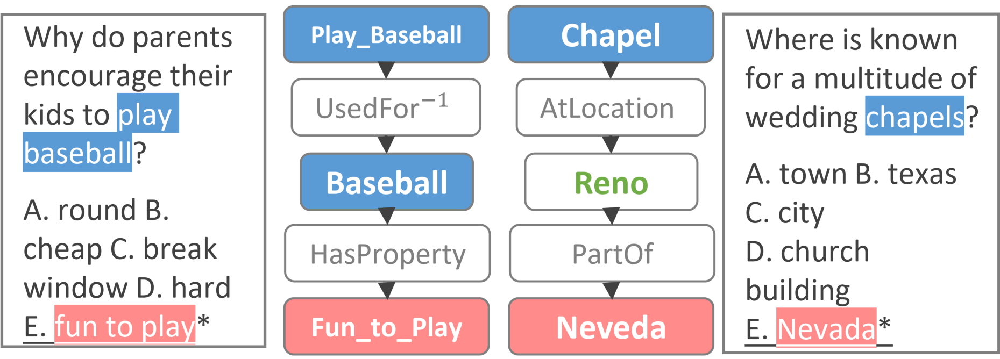 Why do parents
encourage their
kids to play
baseball?
A. round B.
cheap C. break
window D. hard
E. fun to play*
Play_Baseball
UsedFor⁻¹
Baseball
HasProperty
Fun_to_Play
Chapel
AtLocation
Reno
PartOf
Neveda
Where is known
for a multitude of
wedding chapels?
A. town B. texas
C. city
D. church
building
E. Nevada*